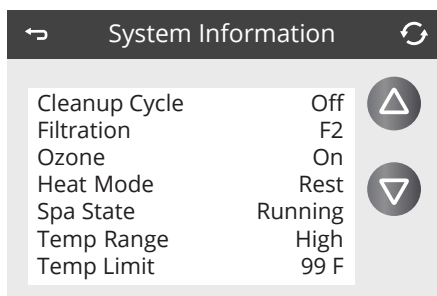 System Information
Cleanup Cycle Off
Filtration F2
Ozone On
Heat Mode Rest
Spa State Running
Temp Range High
Temp Limit 99 F